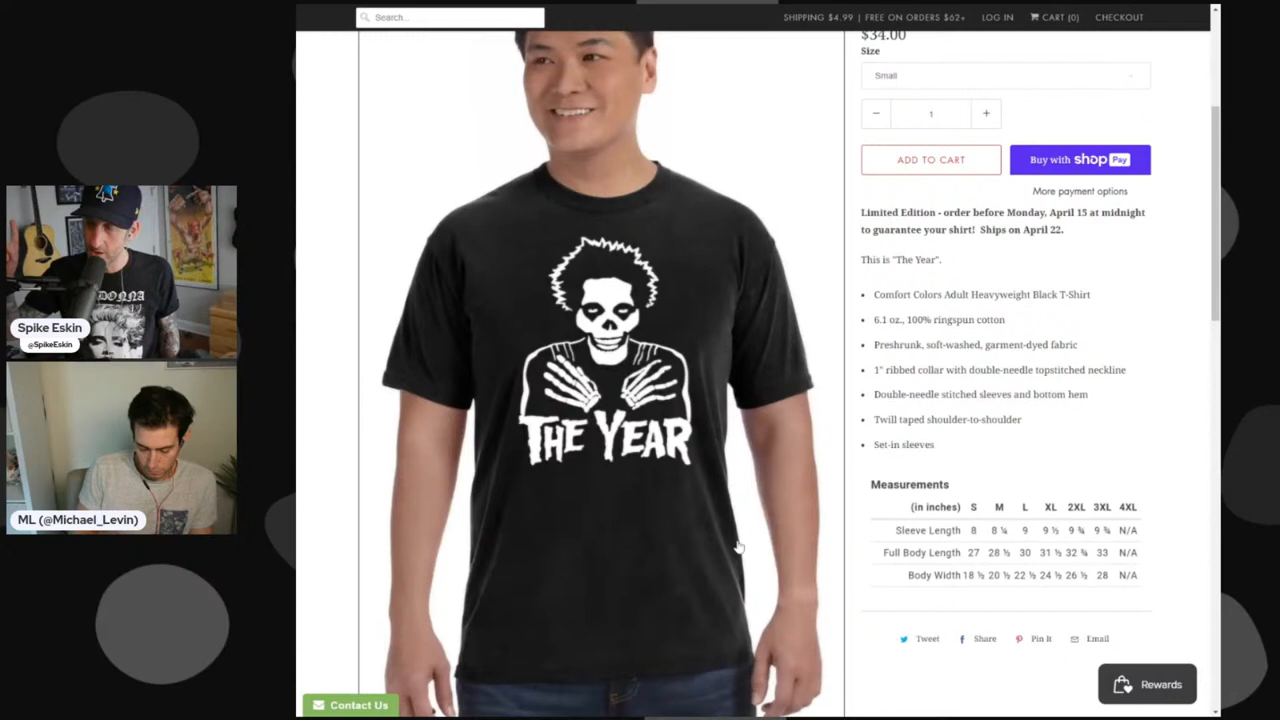 Search...
SHIPPING $4.99 | FREE ON ORDERS $62+
LOG IN
CART (0)
CHECKOUT
$34.00
Size
Small
− 1 +
ADD TO CART
Buy with shop Pay
More payment options
Limited Edition - order before Monday, April 15 at midnight
to guarantee your shirt! Ships on April 22.
This is "The Year".
• Comfort Colors Adult Heavyweight Black T-Shirt
• 6.1 oz., 100% ringspun cotton
• Preshrunk, soft-washed, garment-dyed fabric
• 1" ribbed collar with double-needle topstitched neckline
• Double-needle stitched sleeves and bottom hem
• Twill taped shoulder-to-shoulder
• Set-in sleeves
Measurements
(in inches) S M L XL 2XL 3XL 4XL
Sleeve Length 8 8 ¼ 9 9 ½ 9 ¾ 9 ¾ N/A
Full Body Length 27 28 ½ 30 31 ½ 32 ¾ 33 N/A
Body Width 18 ½ 20 ½ 22 ½ 24 ½ 26 ½ 28 N/A
Tweet
Share
Pin It
Email
Rewards
Contact Us
THE YEAR
MADONNA
Spike Eskin
@SpikeEskin
ML (@Michael_Levin)